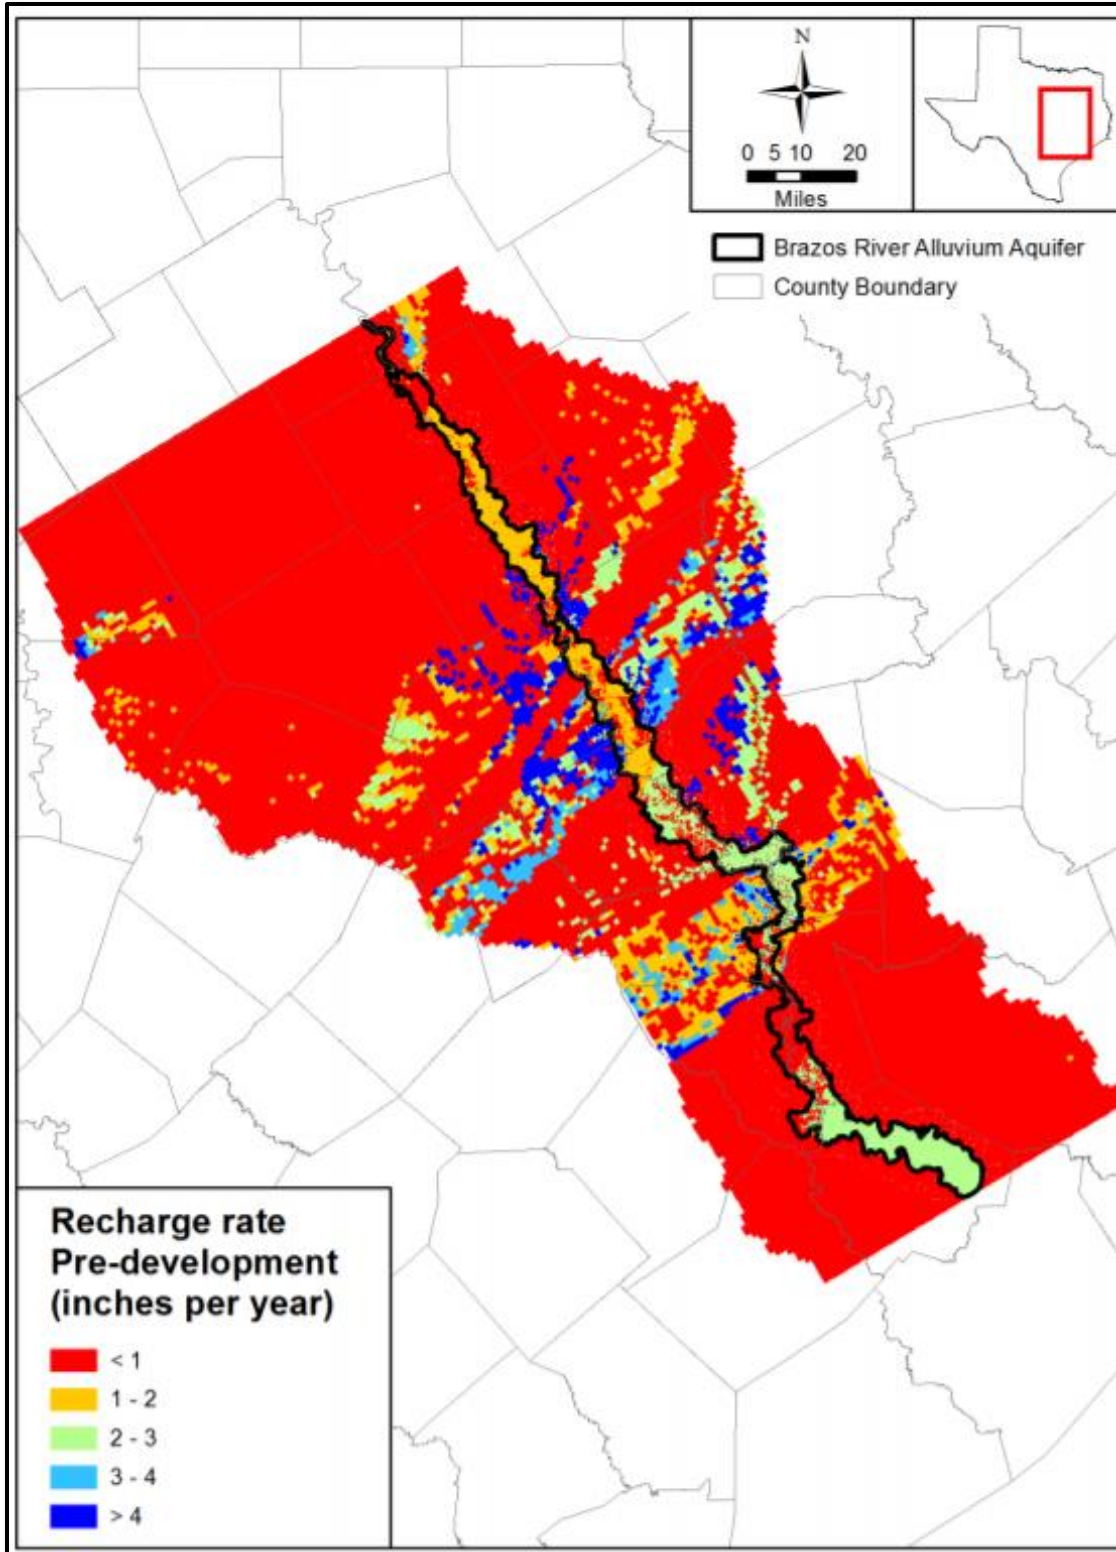 N
0 5 10 20
Miles
Brazos River Alluvium Aquifer
County Boundary
Recharge rate
Pre-development
(inches per year)
< 1
1 - 2
2 - 3
3 - 4
> 4